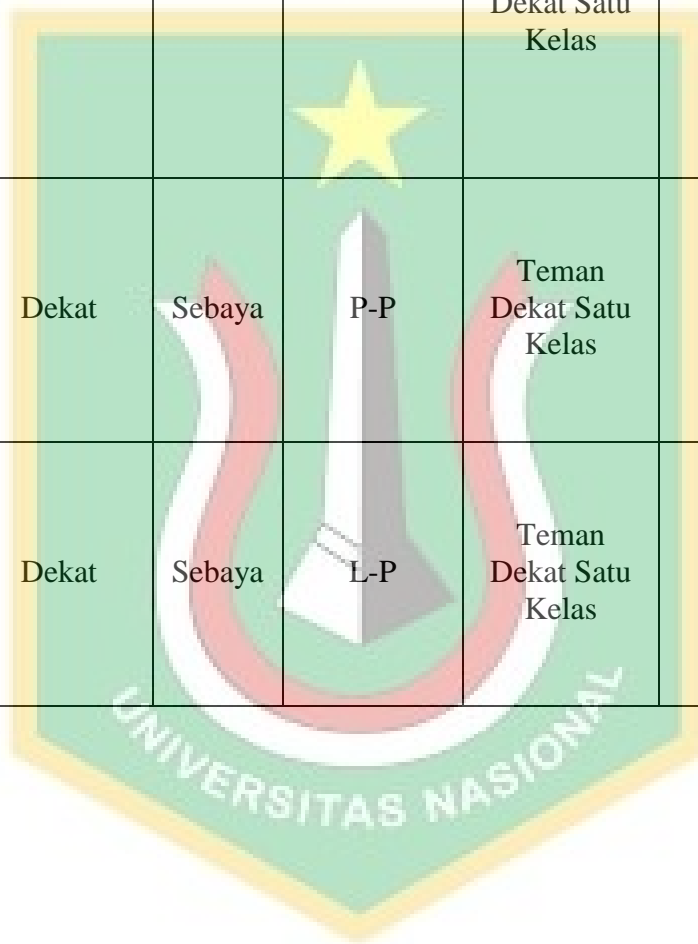 Dekat Satu
Kelas
Dekat
Sebaya
P-P
Teman
Dekat Satu
Kelas
Dekat
Sebaya
L-P
Teman
Dekat Satu
Kelas
UNIVERSITAS NASIONAL